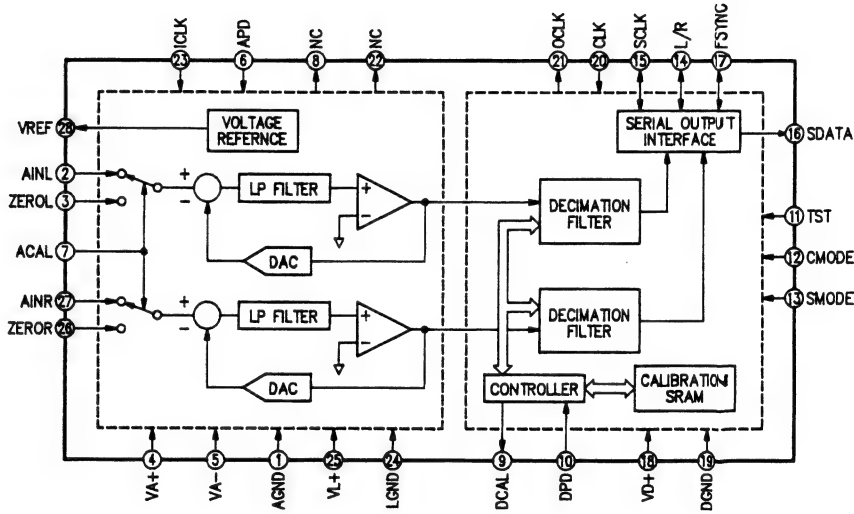 ICLK
APD
NC
NC
OCLK
CLK
SCLK
L/R
FSYNC
23
6
8
22
21
20
15
14
17
VREF
28
VOLTAGE
REFERNCE
SERIAL OUTPUT
INTERFACE
16
SDATA
AINL
2
+
−
LP FILTER
+
−
ZEROL
3
DECIMATION
FILTER
11
TST
ACAL
7
DAC
12
CMODE
AINR
27
+
−
LP FILTER
+
−
DECIMATION
FILTER
13
SMODE
ZEROR
26
DAC
CONTROLLER
CALIBRATION
SRAM
4
5
1
25
24
9
10
18
19
VA+
VA-
AGND
VL+
LGND
DCAL
DPD
VD+
DGND